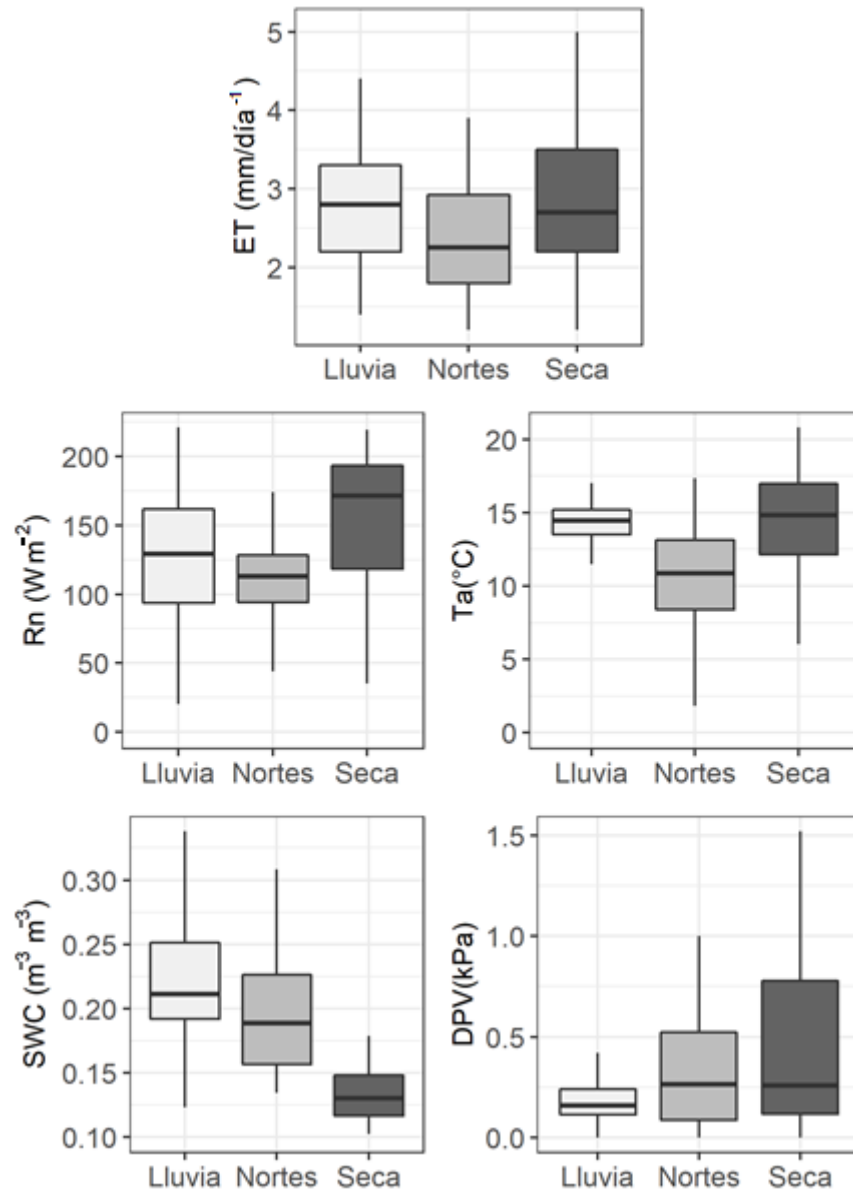 ET (mm/día⁻¹)
5
4
3
2
Lluvia Nortes Seca
Rn (W m⁻²)
200
150
100
50
0
Lluvia Nortes Seca
Ta(°C)
20
15
10
5
0
Lluvia Nortes Seca
SWC (m⁻³ m⁻³)
0.30
0.25
0.20
0.15
0.10
Lluvia Nortes Seca
DPV(kPa)
1.5
1.0
0.5
0.0
Lluvia Nortes Seca